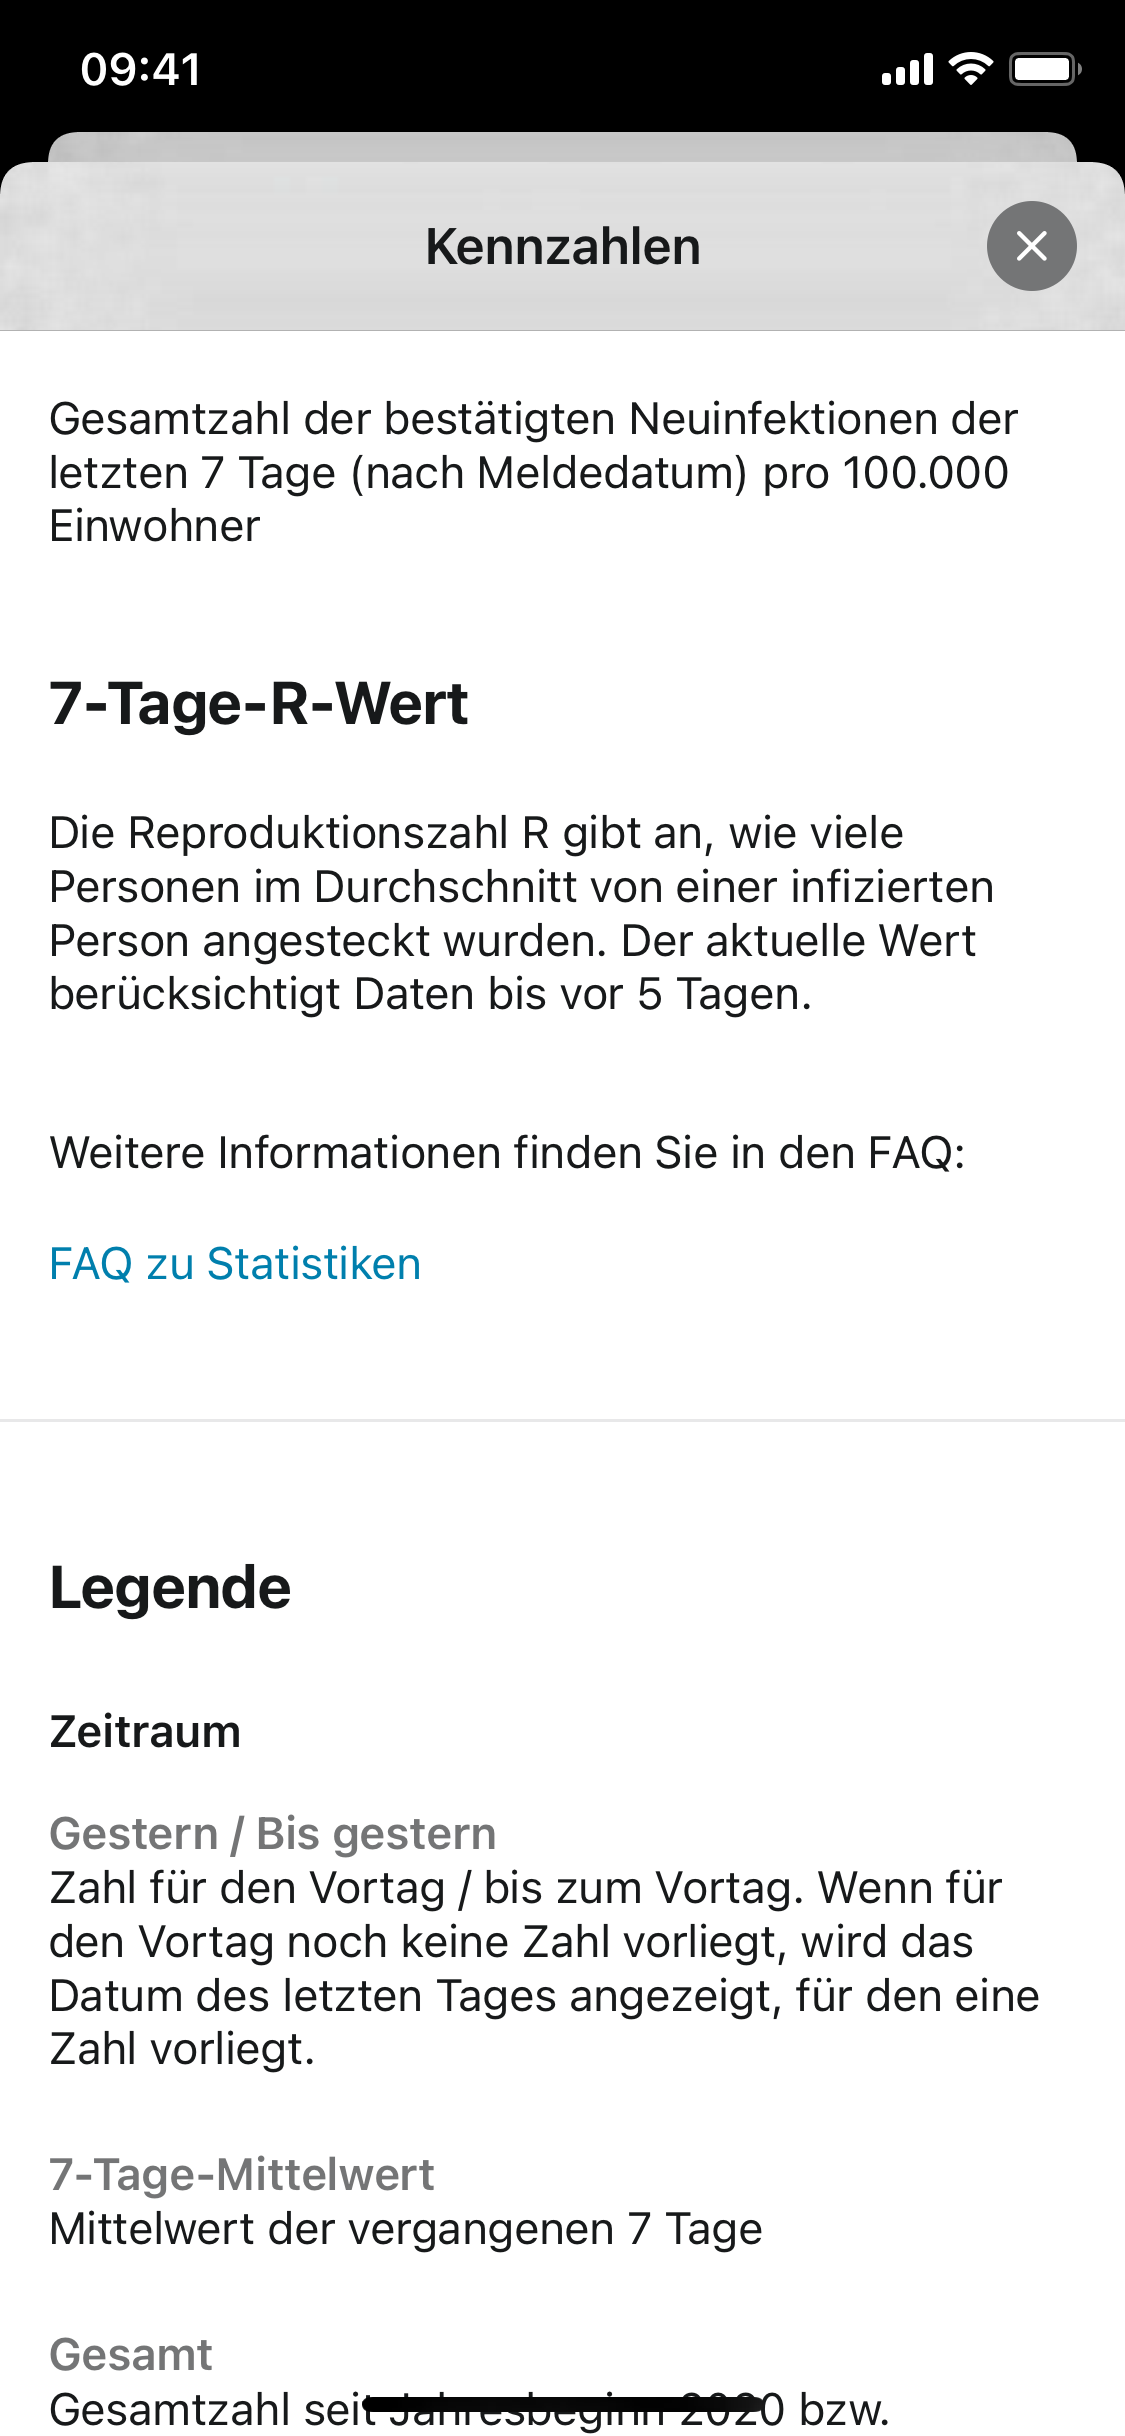 09:41
Kennzahlen
Gesamtzahl der bestätigten Neuinfektionen der
letzten 7 Tage (nach Meldedatum) pro 100.000
Einwohner
7-Tage-R-Wert
Die Reproduktionszahl R gibt an, wie viele
Personen im Durchschnitt von einer infizierten
Person angesteckt wurden. Der aktuelle Wert
berücksichtigt Daten bis vor 5 Tagen.
Weitere Informationen finden Sie in den FAQ:
FAQ zu Statistiken
Legende
Zeitraum
Gestern / Bis gestern
Zahl für den Vortag / bis zum Vortag. Wenn für
den Vortag noch keine Zahl vorliegt, wird das
Datum des letzten Tages angezeigt, für den eine
Zahl vorliegt.
7-Tage-Mittelwert
Mittelwert der vergangenen 7 Tage
Gesamt
Gesamtzahl seit Jahresbeginn 2020 bzw.